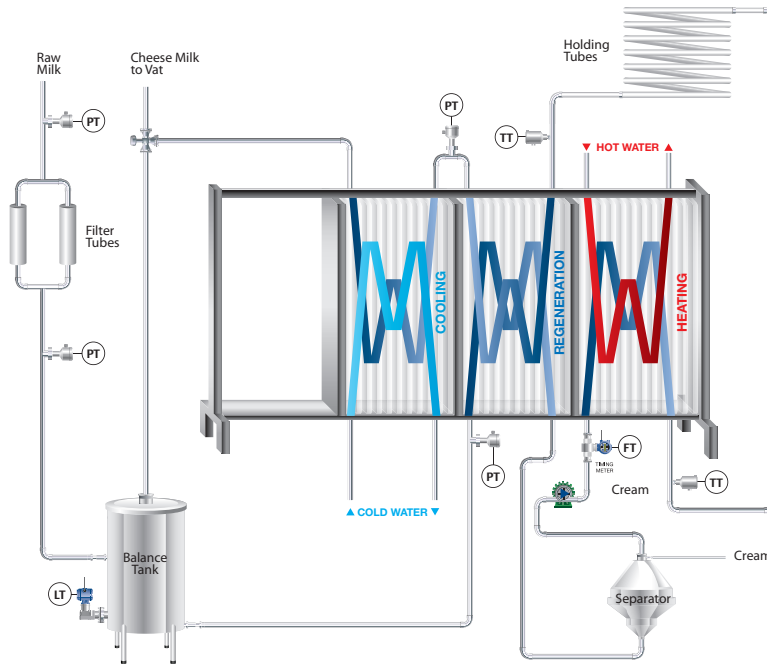 Raw
Milk
Cheese Milk
to Vat
Holding
Tubes
PT
PT
TT
▼ HOT WATER ▲
Filter
Tubes
COOLING
REGENERATION
HEATING
PT
PT
FT
TIMING
METER
TT
Cream
▲ COLD WATER ▼
Balance
Tank
LT
Separator
Cream